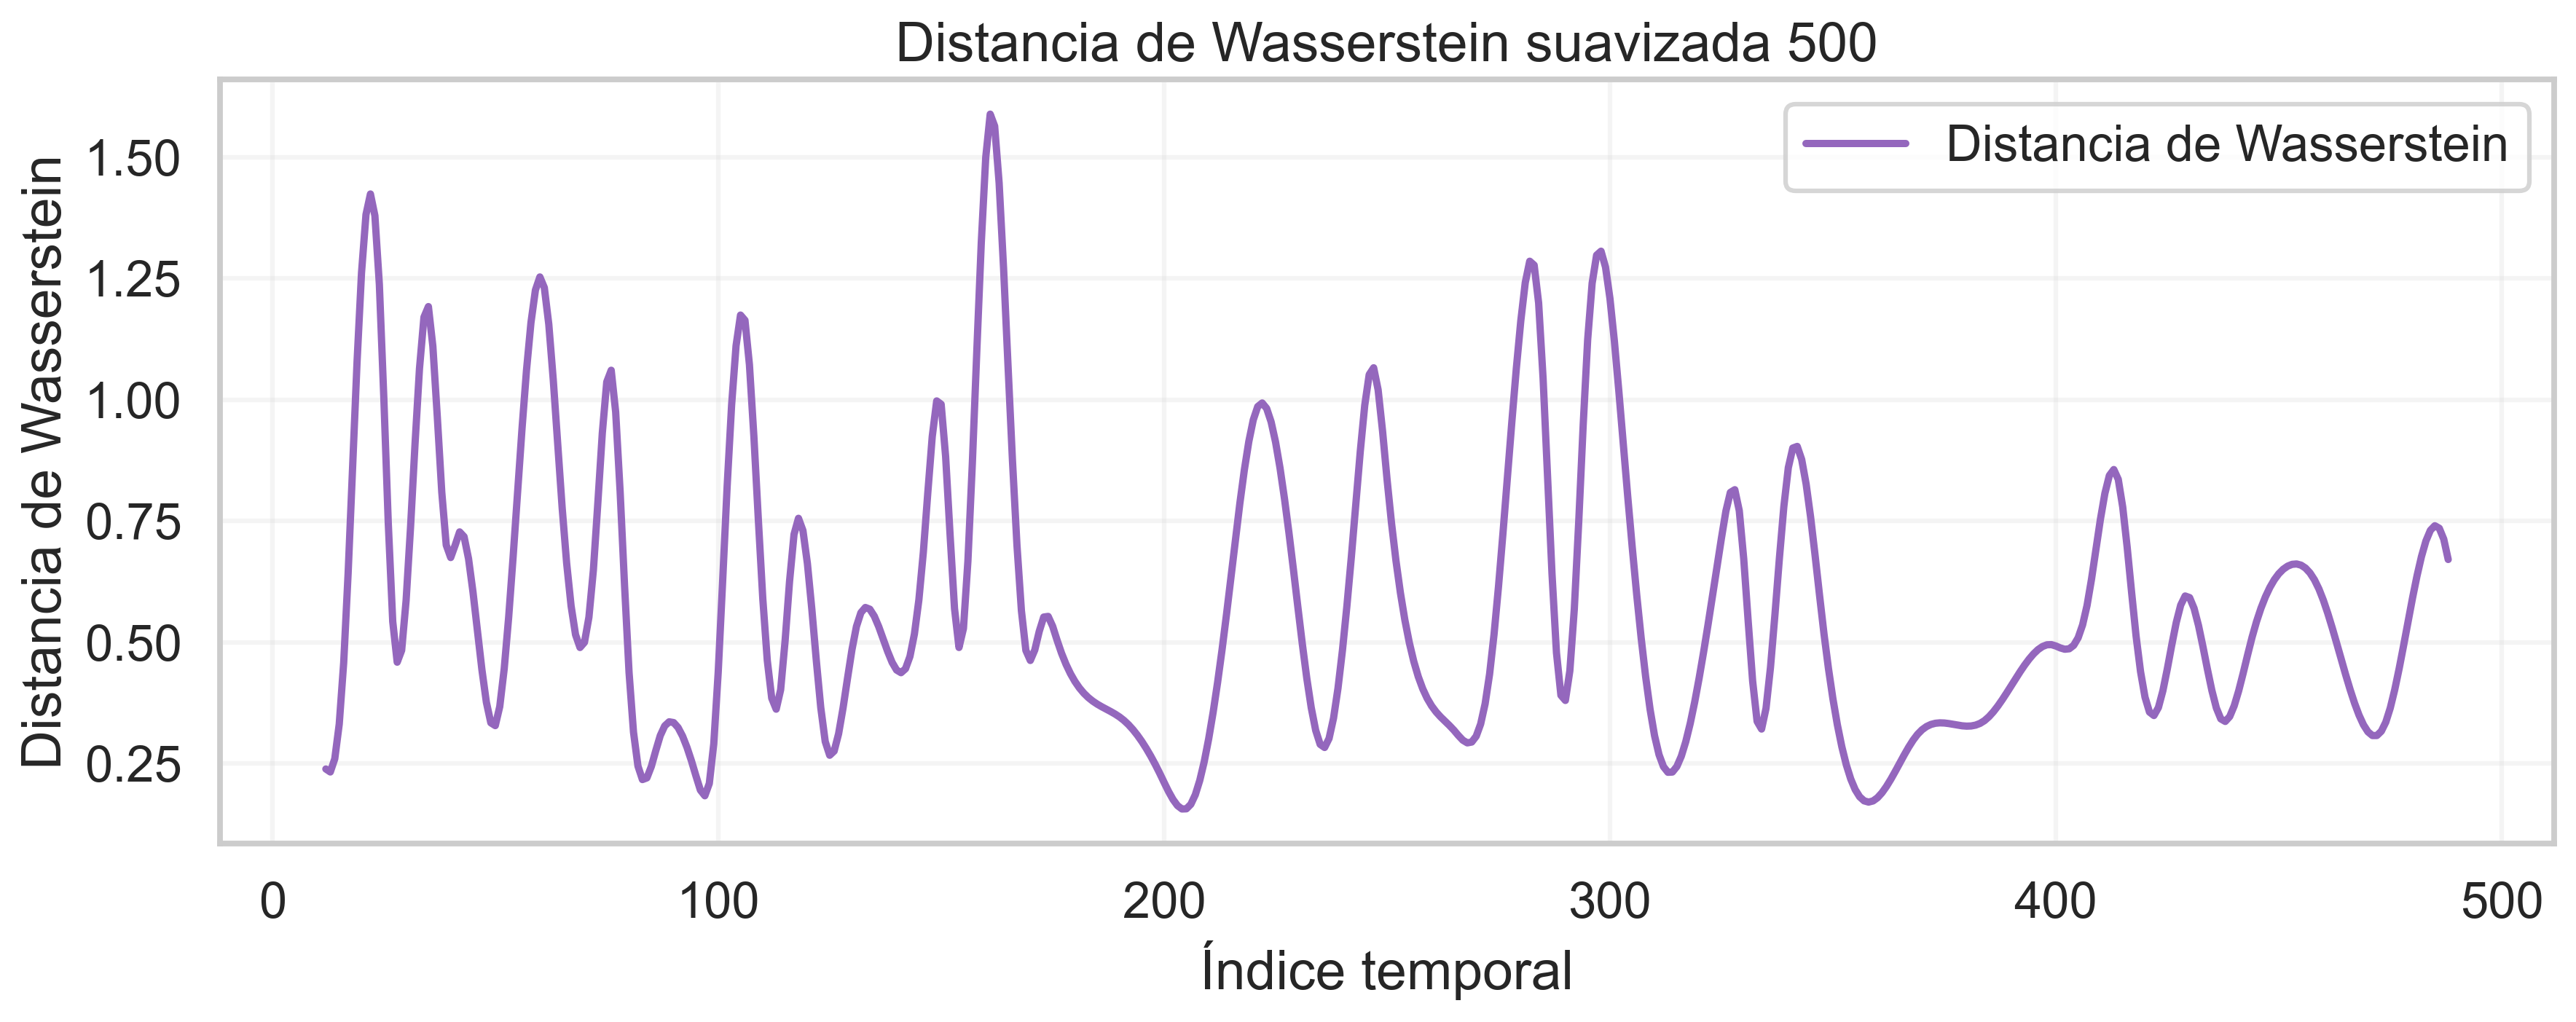 Distancia de Wasserstein suavizada 500
Distancia de Wasserstein
Distancia de Wasserstein
1.50
1.25
1.00
0.75
0.50
0.25
0 100 200 300 400 500
Índice temporal